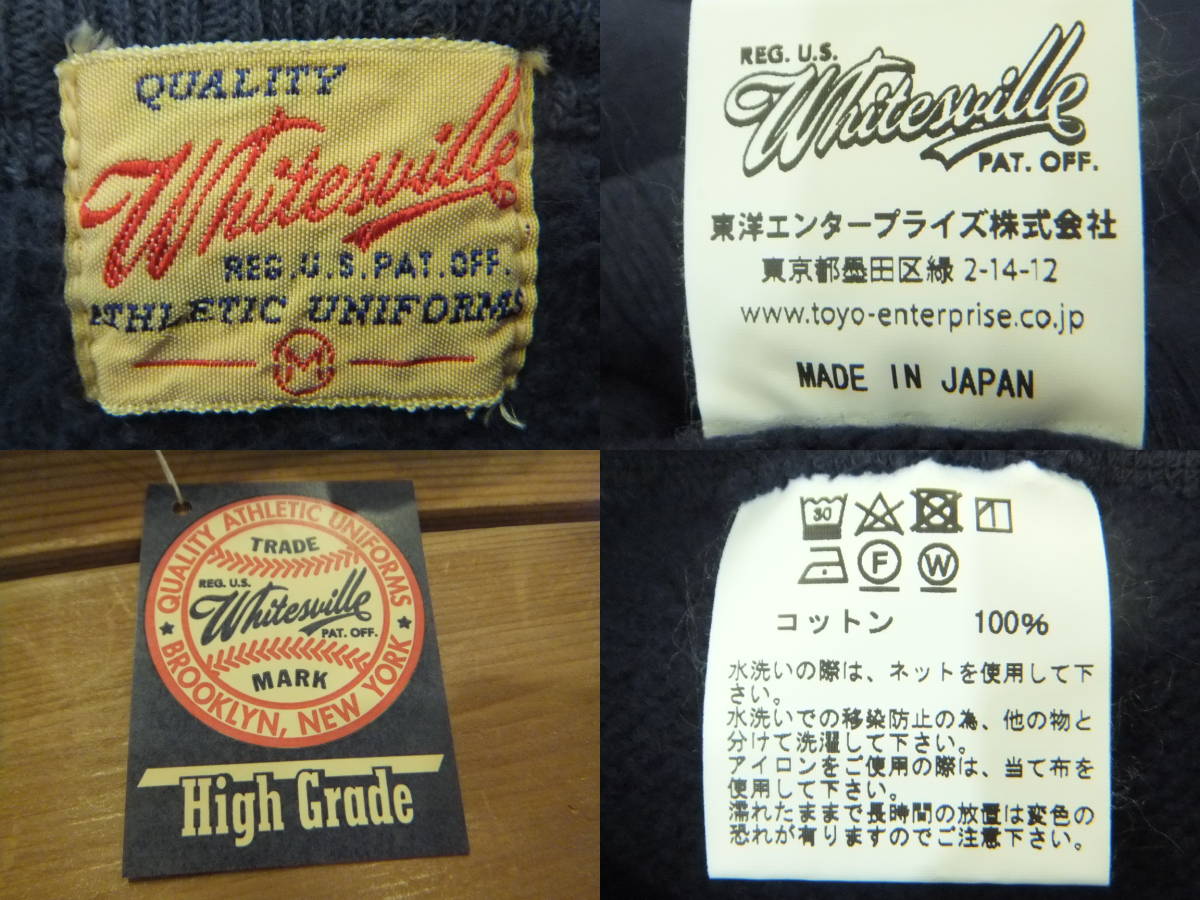 QUALITY
Whitesville
REG.U.S.PAT.OFF.
ATHLETIC UNIFORMS
M
REG. U.S.
Whitesville
PAT. OFF.
東洋エンタープライズ株式会社
東京都墨田区緑 2-14-12
www.toyo-enterprise.co.jp
MADE IN JAPAN
QUALITY ATHLETIC UNIFORMS
TRADE
REG. U.S.
Whitesville
PAT. OFF.
MARK
BROOKLYN, NEW YORK
High Grade
30
F W
コットン 100%
水洗いの際は、ネットを使用して下
さい。
水洗いでの移染防止の為、他の物と
分けて洗濯して下さい。
アイロンをご使用の際は、当て布を
使用して下さい。
濡れたままで長時間の放置は変色の
恐れが有りますのでご注意下さい。